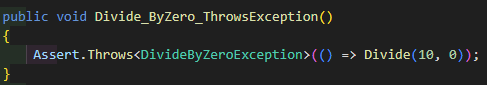 public void Divide_ByZero_ThrowsException()
{
    Assert.Throws<DivideByZeroException>(() => Divide(10, 0));
}